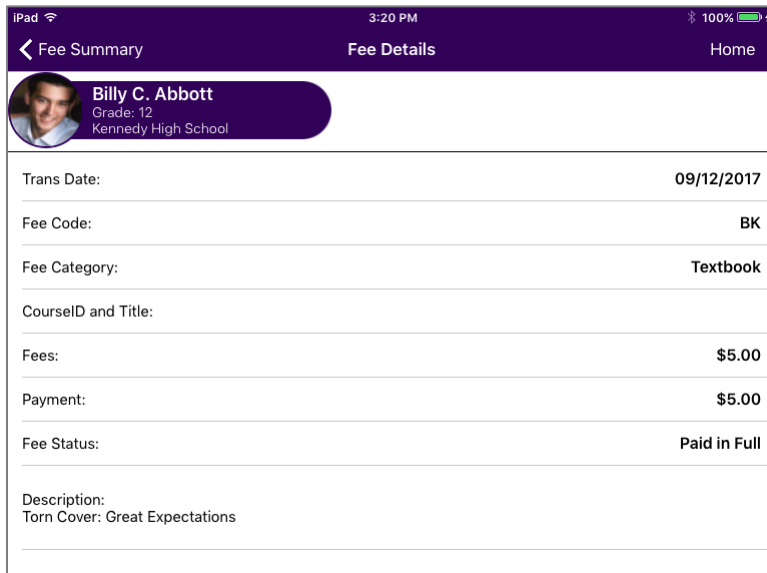 iPad 3:20 PM 100%
Fee Summary Fee Details Home
Billy C. Abbott
Grade: 12
Kennedy High School
Trans Date: 09/12/2017
Fee Code: BK
Fee Category: Textbook
CourseID and Title:
Fees: $5.00
Payment: $5.00
Fee Status: Paid in Full
Description:
Torn Cover: Great Expectations